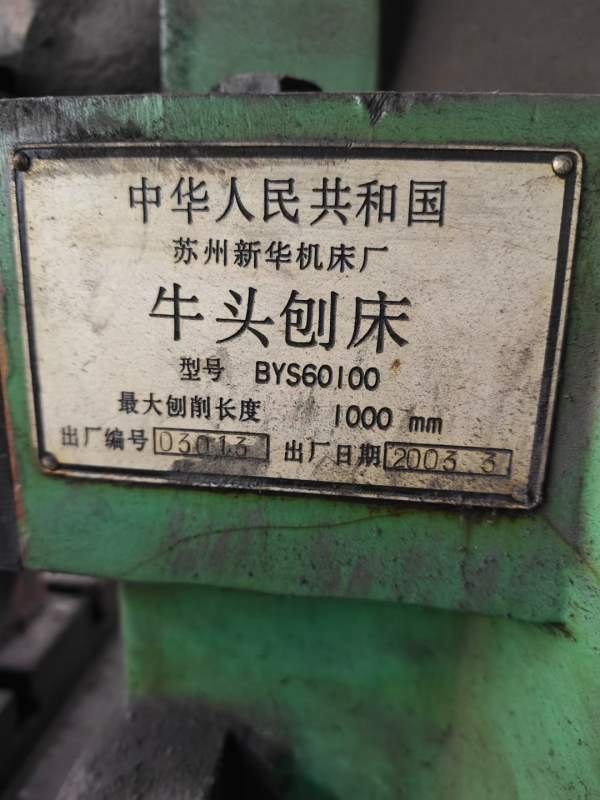 中华人民共和国
苏州新华机床厂
牛头刨床
型号 BYS60100
最大刨削长度 1000 mm
出厂编号 03013 出厂日期 2003.3